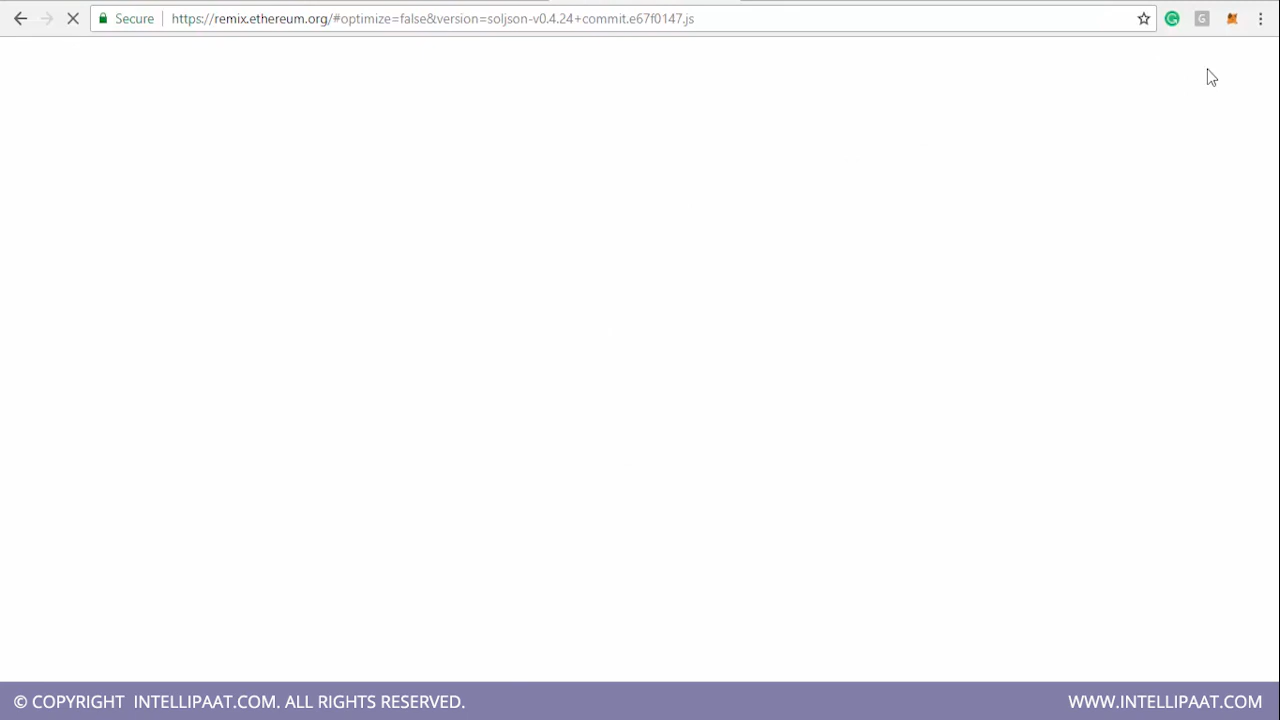 Secure
https://remix.ethereum.org/#optimize=false&version=soljson-v0.4.24+commit.e67f0147.js
G
© COPYRIGHT INTELLIPAAT.COM. ALL RIGHTS RESERVED.
WWW.INTELLIPAAT.COM